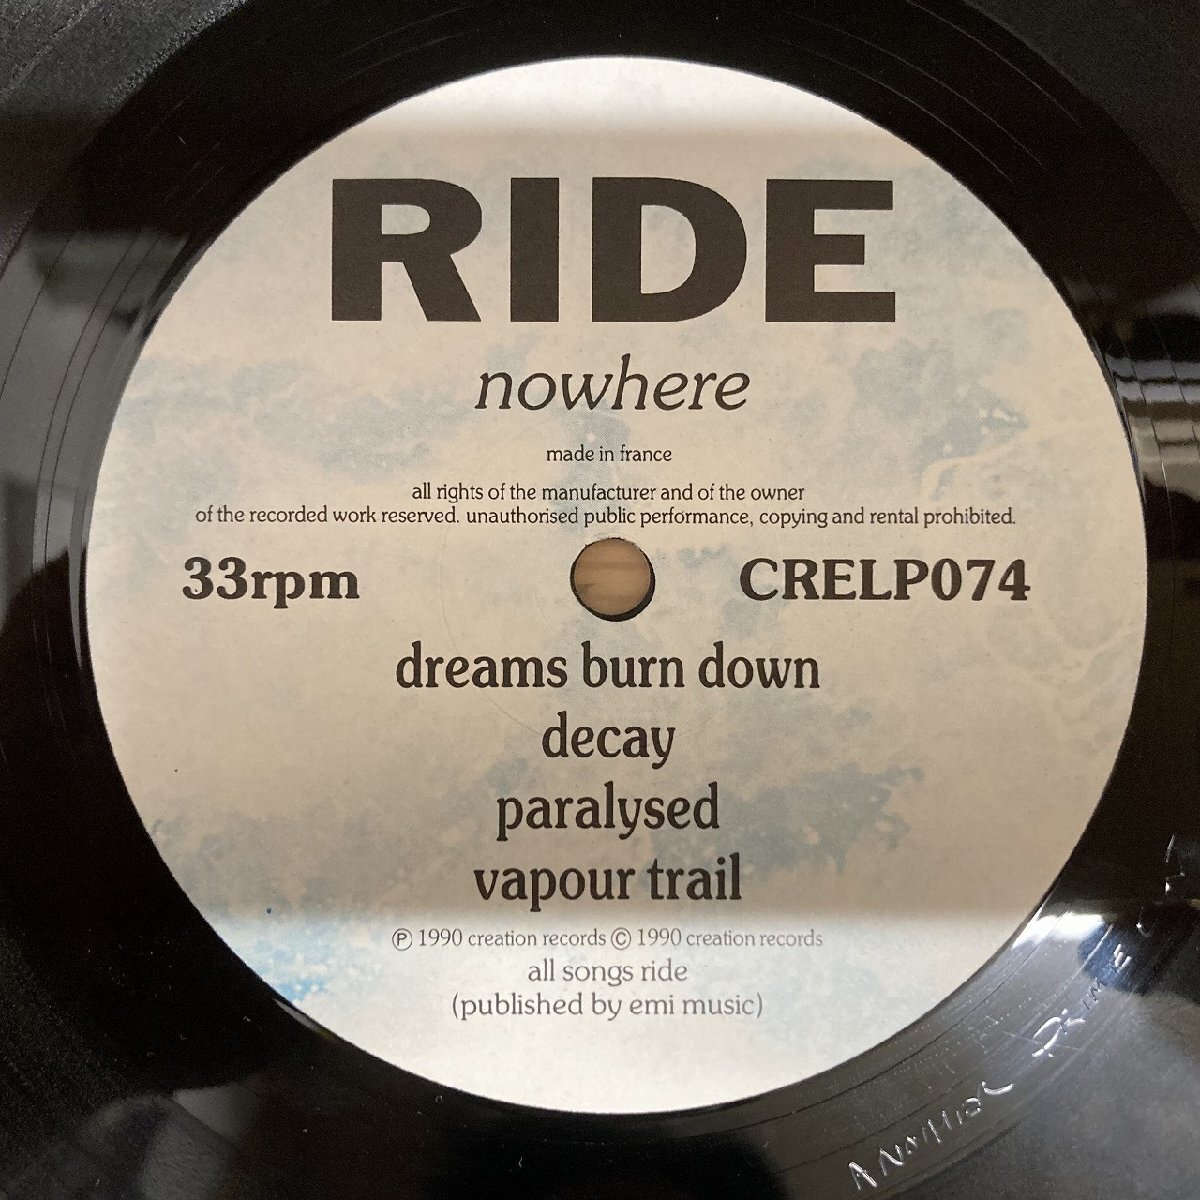 RIDE
nowhere
made in france
all rights of the manufacturer and of the owner
of the recorded work reserved. unauthorised public performance, copying and rental prohibited.
33rpm
CRELP074
dreams burn down
decay
paralysed
vapour trail
℗ 1990 creation records © 1990 creation records
all songs ride
(published by emi music)